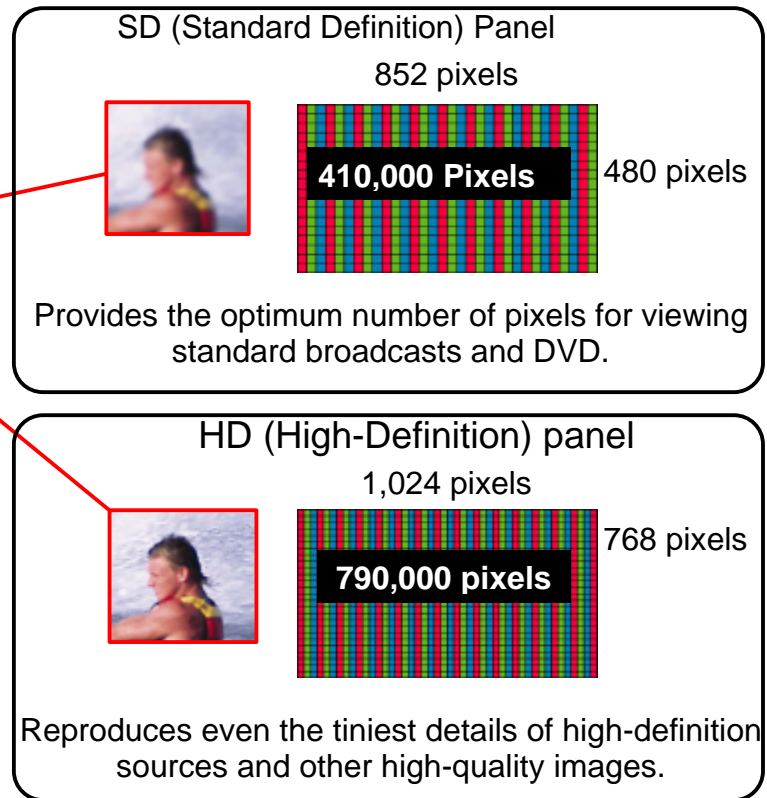 SD (Standard Definition) Panel
852 pixels
410,000 Pixels
480 pixels
Provides the optimum number of pixels for viewing
standard broadcasts and DVD.
HD (High-Definition) panel
1,024 pixels
768 pixels
790,000 pixels
Reproduces even the tiniest details of high-definition
sources and other high-quality images.